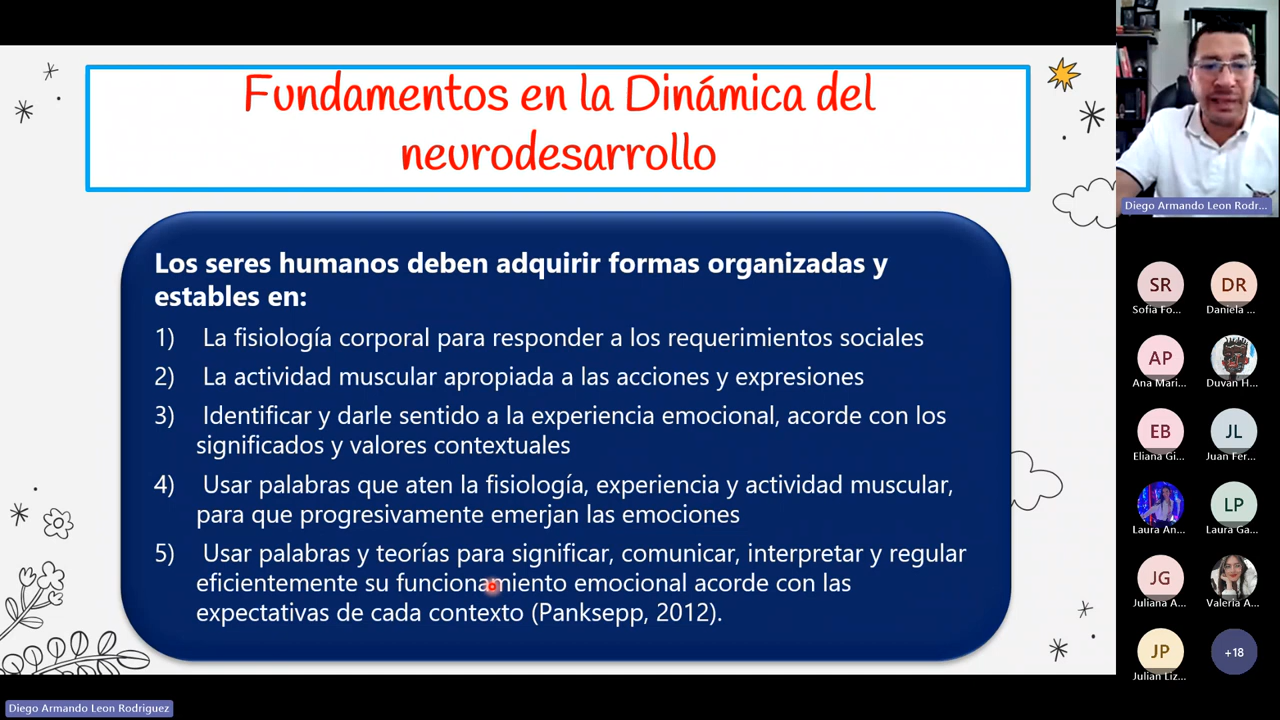 Fundamentos en la Dinámica del
neurodesarrollo
Los seres humanos deben adquirir formas organizadas y
estables en:
1) La fisiología corporal para responder a los requerimientos sociales
2) La actividad muscular apropiada a las acciones y expresiones
3) Identificar y darle sentido a la experiencia emocional, acorde con los
significados y valores contextuales
4) Usar palabras que aten la fisiología, experiencia y actividad muscular,
para que progresivamente emerjan las emociones
5) Usar palabras y teorías para significar, comunicar, interpretar y regular
eficientemente su funcionamiento emocional acorde con las
expectativas de cada contexto (Panksepp, 2012).
Diego Armando Leon Rodriguez
Diego Armando Leon Rodr...
SR
DR
Sofia Fo...
Daniela ...
AP
Ana Mari...
Duvan H...
EB
JL
Eliana Gi...
Juan Fer...
LP
Laura An...
Laura Ga...
JG
Juliana A...
Valeria A...
JP
+18
Julian Liz...